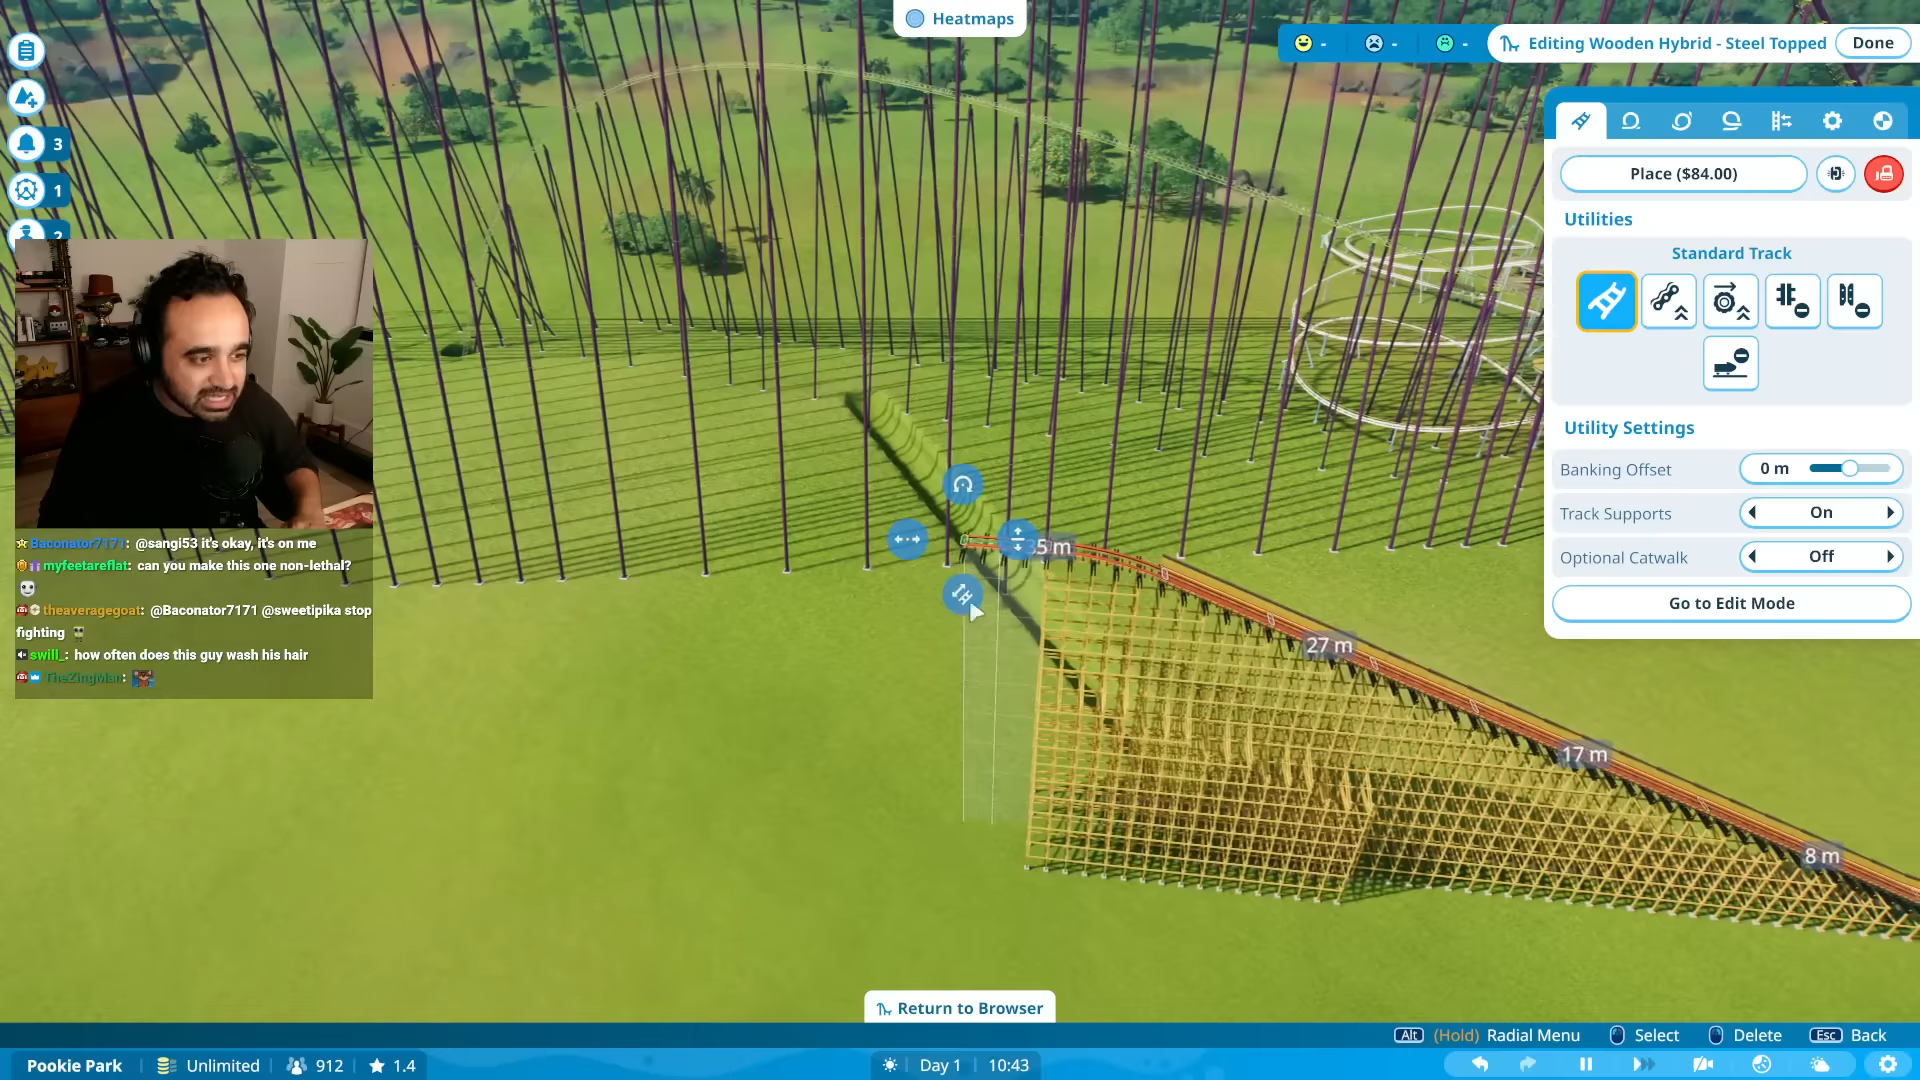 Heatmaps
Editing Wooden Hybrid - Steel Topped
Done
3
1
2
Place ($84.00)
Utilities
Standard Track
Utility Settings
Banking Offset
0 m
Track Supports
On
Optional Catwalk
Off
Go to Edit Mode
35 m
27 m
17 m
8 m
Baconator7171: @sangi53 it's okay, it's on me
myfeetareflat: can you make this one non-lethal?
theaveragegoat: @Baconator7171 @sweetipika stop
fighting
swill_: how often does this guy wash his hair
TheZingMan:
Return to Browser
Alt (Hold) Radial Menu Select Delete Esc Back
Pookie Park Unlimited 912 1.4 Day 1 10:43